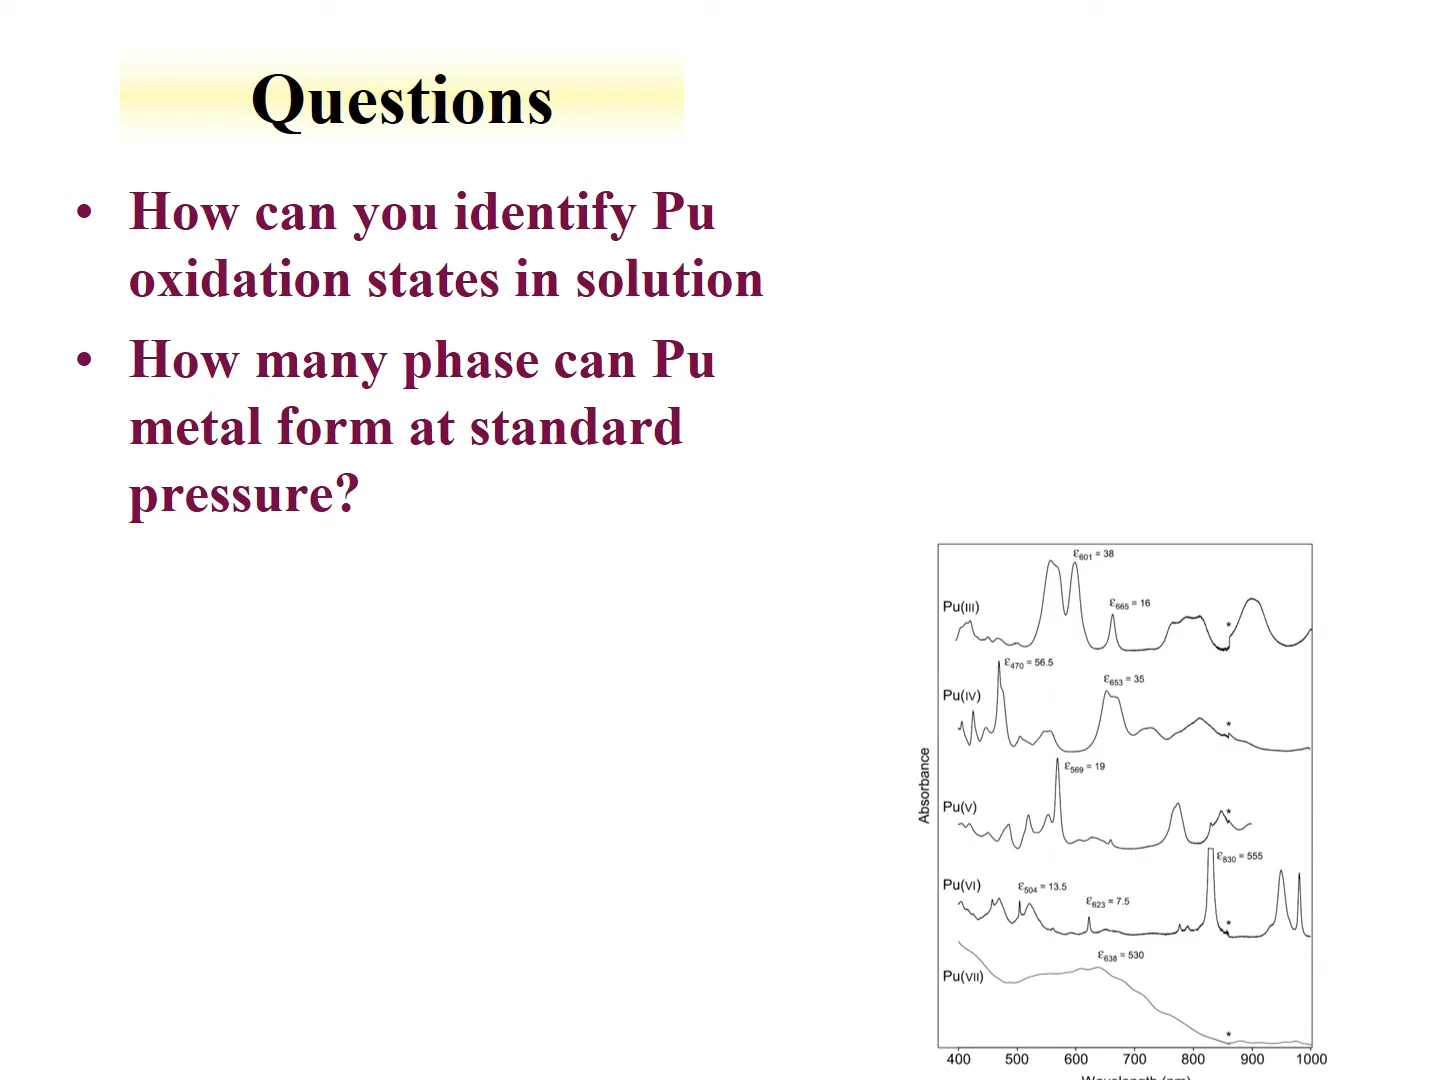 Questions
• How can you identify Pu
oxidation states in solution
• How many phase can Pu
metal form at standard
pressure?
ε601 = 38
Pu(III)
ε665 = 16
*
ε470 = 56.5
ε653 = 35
Pu(IV)
*
ε569 = 19
Pu(V)
*
ε830 = 555
Pu(VI)
ε504 = 13.5
ε623 = 7.5
*
ε638 = 530
Pu(VII)
*
Absorbance
400 500 600 700 800 900 1000
Wavelength (nm)